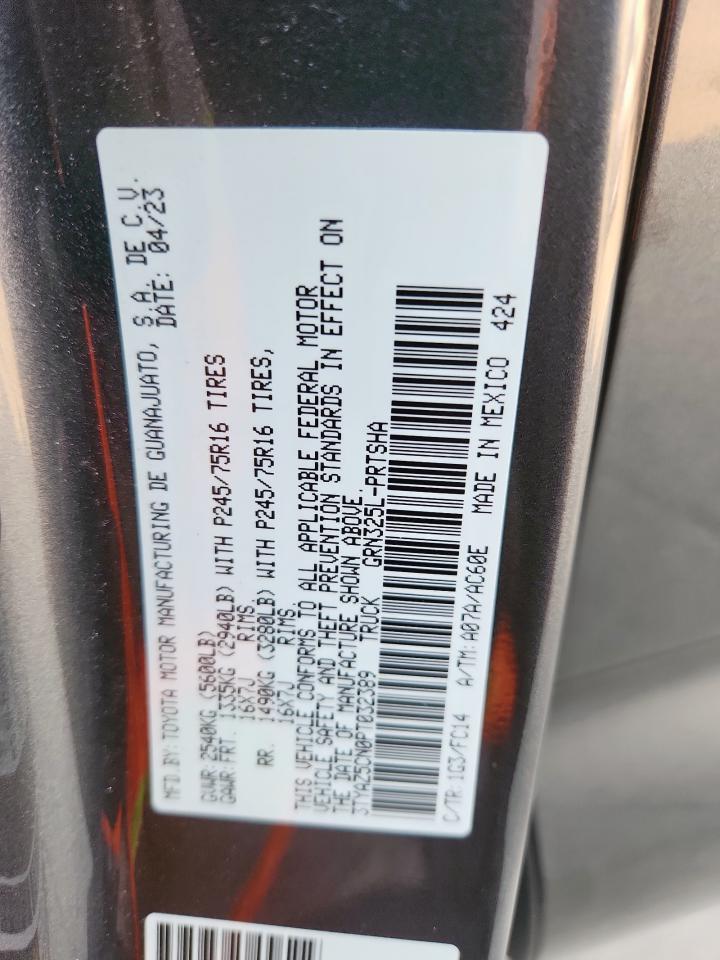 MFD.BY:TOYOTA MOTOR MANUFACTURING DE GUANAJUATO, S.A. DE C.V.
DATE: 04/23
GVWR:2540KG (5600LB)
GAWR:FRT. 1335KG (2940LB) WITH P245/75R16 TIRES
16X7J RIMS
RR. 1490KG (3280LB) WITH P245/75R16 TIRES,
16X7J RIMS.
THIS VEHICLE CONFORMS TO ALL APPLICABLE FEDERAL MOTOR
VEHICLE SAFETY AND THEFT PREVENTION STANDARDS IN EFFECT ON
THE DATE OF MANUFACTURE SHOWN ABOVE.
3TYAZ5CN0PT032389 TRUCK GRN325L-PRTSHA
C/TR:1G3/FC14 A/TM:A07A/AC60E MADE IN MEXICO 424